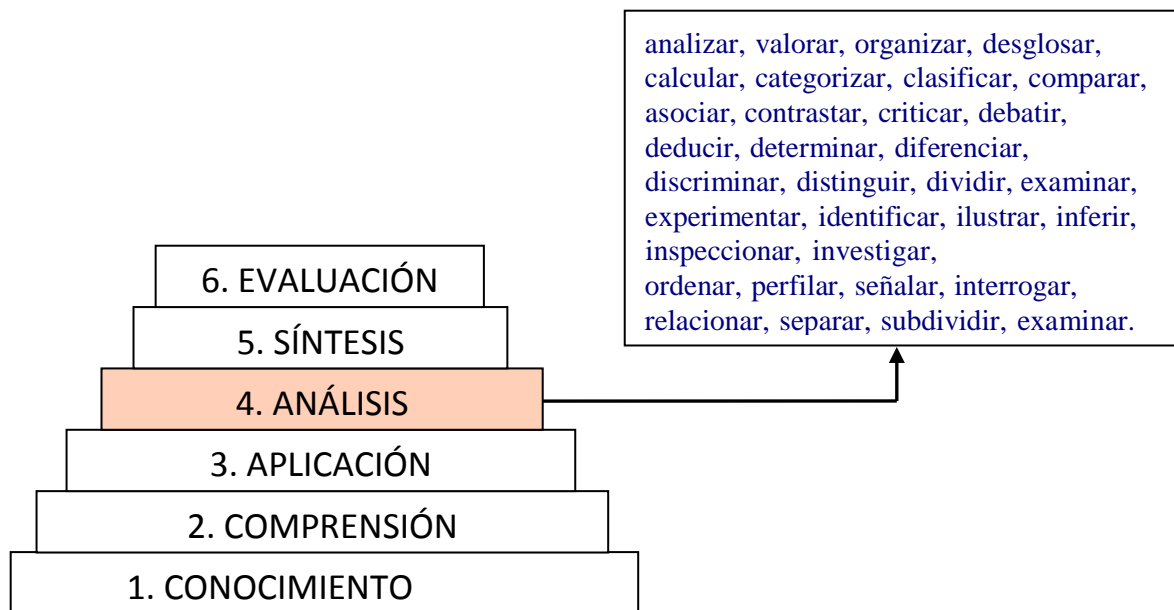 analizar, valorar, organizar, desglosar,
calcular, categorizar, clasificar, comparar,
asociar, contrastar, criticar, debatir,
deducir, determinar, diferenciar,
discriminar, distinguir, dividir, examinar,
experimentar, identificar, ilustrar, inferir,
inspeccionar, investigar,
ordenar, perfilar, señalar, interrogar,
relacionar, separar, subdividir, examinar.
6. EVALUACIÓN
5. SÍNTESIS
4. ANÁLISIS
3. APLICACIÓN
2. COMPRENSIÓN
1. CONOCIMIENTO